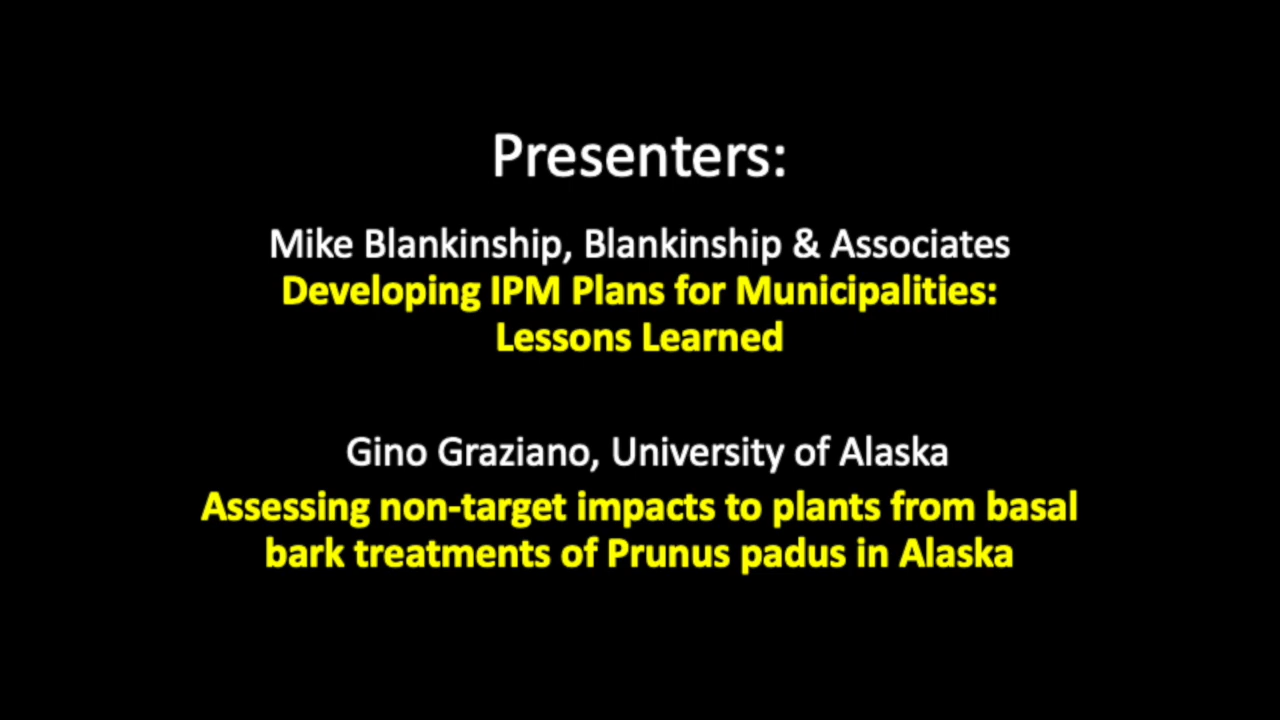 Presenters:
Mike Blankinship, Blankinship & Associates
Developing IPM Plans for Municipalities:
Lessons Learned
Gino Graziano, University of Alaska
Assessing non-target impacts to plants from basal
bark treatments of Prunus padus in Alaska